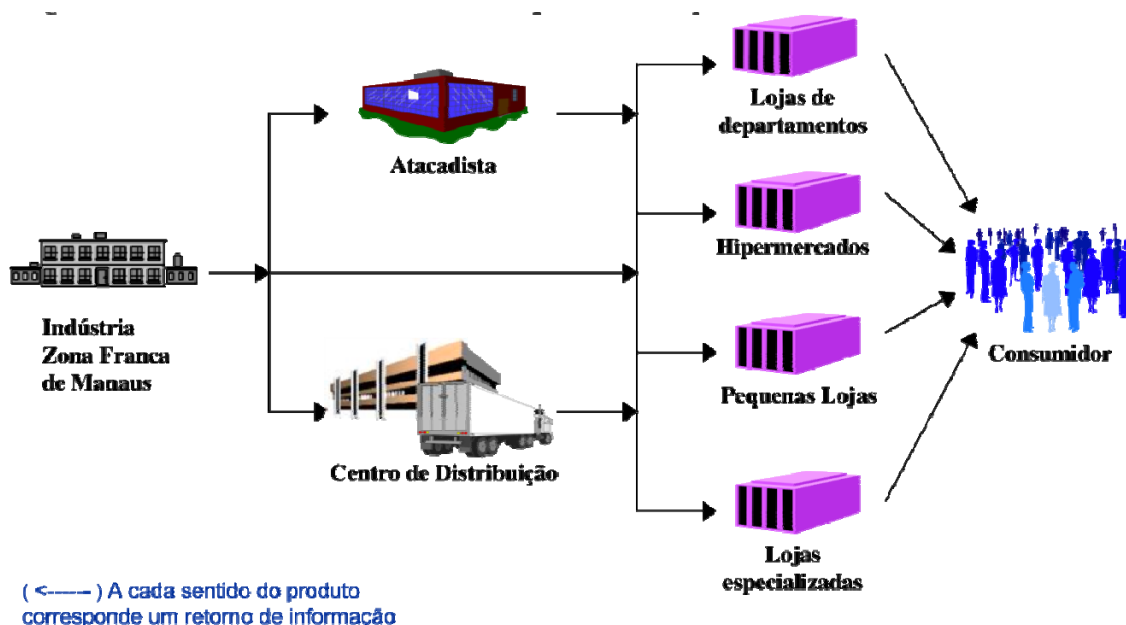 Lojas de
departamentos
Atacadista
Hipermercados
Indústria
Zona Franca
de Manaus
Consumidor
Pequenas Lojas
Centro de Distribuição
Lojas
especializadas
( <------ ) A cada sentido do produto
corresponde um retorno de informação